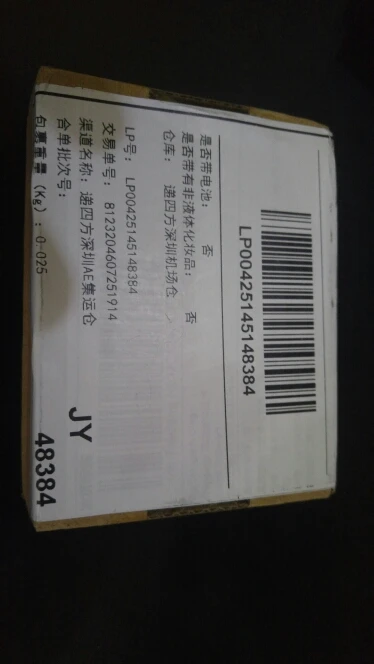 LP00425145148384
是否带电池: 否
是否带有非液体化妆品: 否
仓库: 递四方深圳机场仓
LP号: LP00425145148384
交易单号: 8123204607251914
渠道名称: 递四方深圳AE集运仓
合单批次号:
JY
包裹重量 (Kg): 0.025
48384